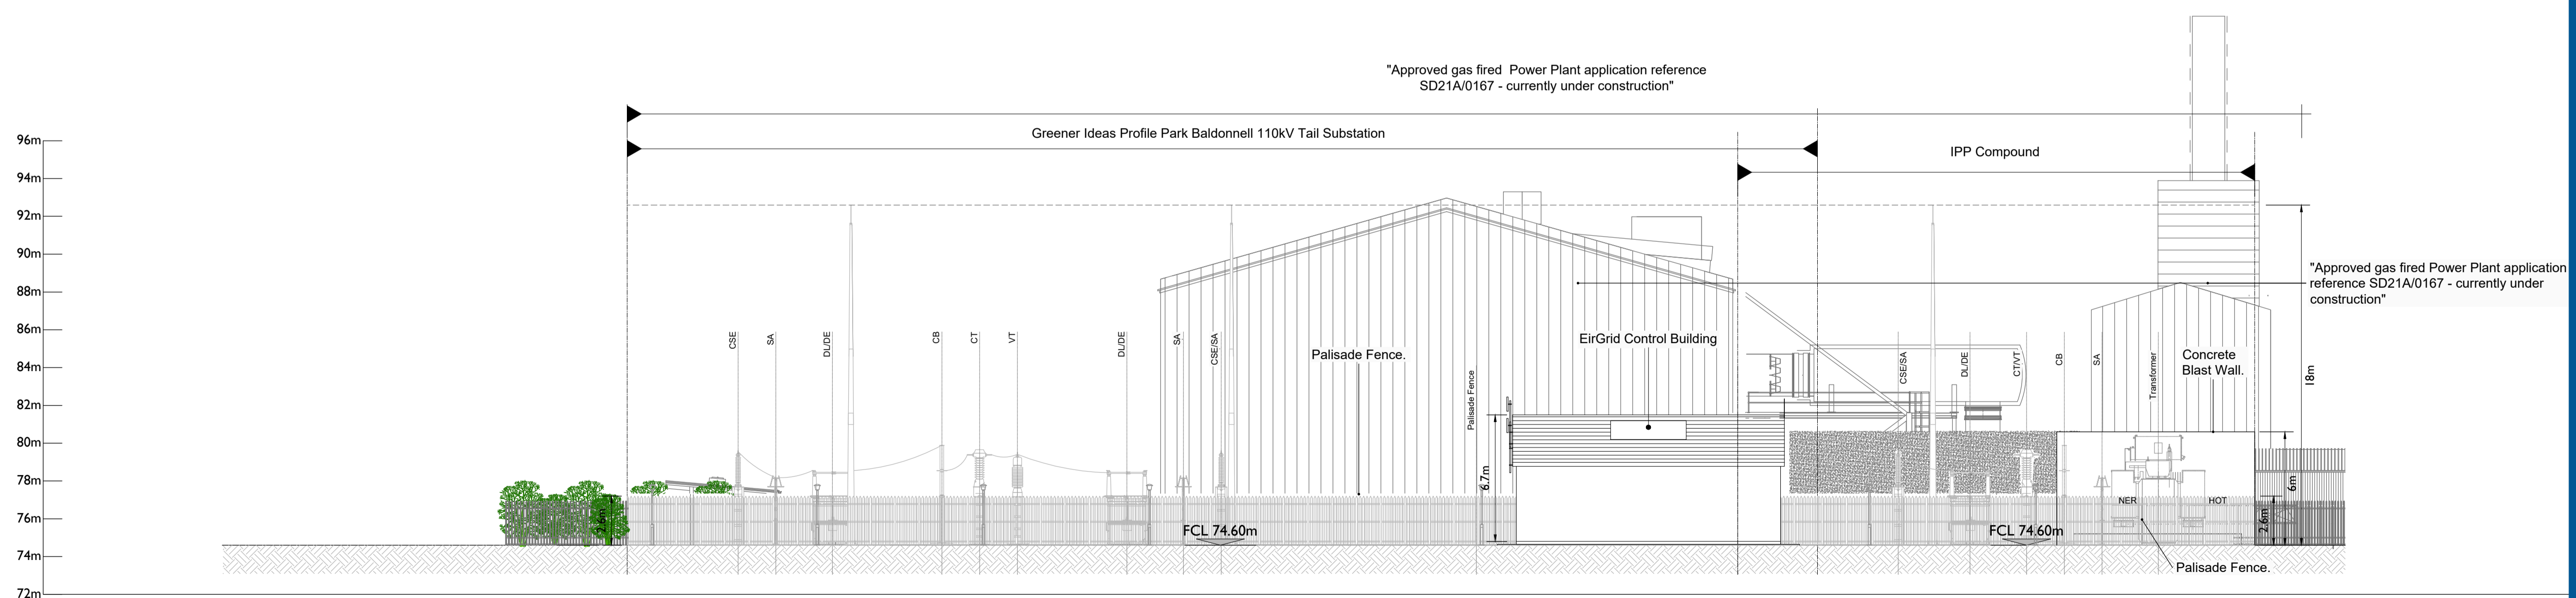 "Approved gas fired  Power Plant application reference
SD21A/0167 - currently under construction"
Greener Ideas Profile Park Baldonnell 110kV Tail Substation
IPP Compound
96m
94m
92m
90m
88m
86m
84m
82m
80m
78m
76m
74m
72m
"Approved gas fired Power Plant application
reference SD21A/0167 - currently under
construction"
CSE
SA
DL/DE
CB
CT
VT
DL/DE
SA
CSE/SA
Palisade Fence.
Palisade Fence
EirGrid Control Building
CSE/SA
DL/DE
CT/VT
CB
SA
Transformer
Concrete
Blast Wall.
18m
6.7m
6m
2.6m
2.6m
NER
HOT
FCL 74.60m
FCL 74.60m
Palisade Fence.